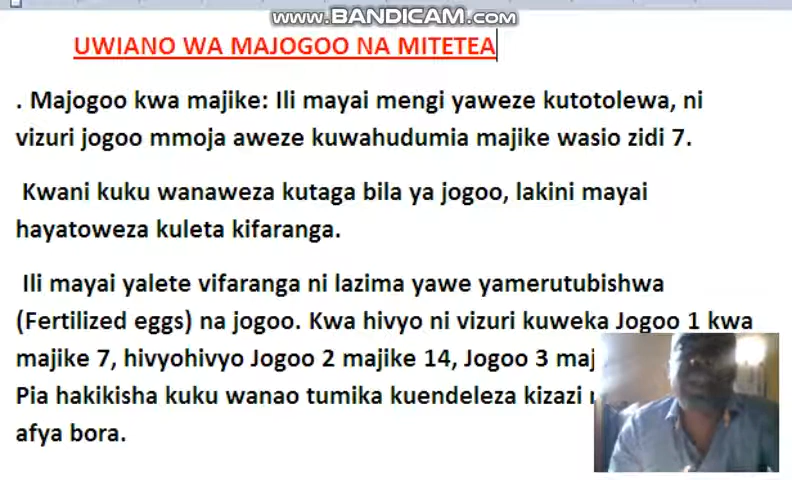 www.BANDICAM.com
UWIANO WA MAJOGOO NA MITETEA
. Majogoo kwa majike: Ili mayai mengi yaweze kutotolewa, ni
vizuri jogoo mmoja aweze kuwahudumia majike wasio zidi 7.
Kwani kuku wanaweza kutaga bila ya jogoo, lakini mayai
hayatoweza kuleta kifaranga.
Ili mayai yalete vifaranga ni lazima yawe yamerutubishwa
(Fertilized eggs) na jogoo. Kwa hivyo ni vizuri kuweka Jogoo 1 kwa
majike 7, hivyohivyo Jogoo 2 majike 14, Jogoo 3 maj
Pia hakikisha kuku wanao tumika kuendeleza kizazi
afya bora.